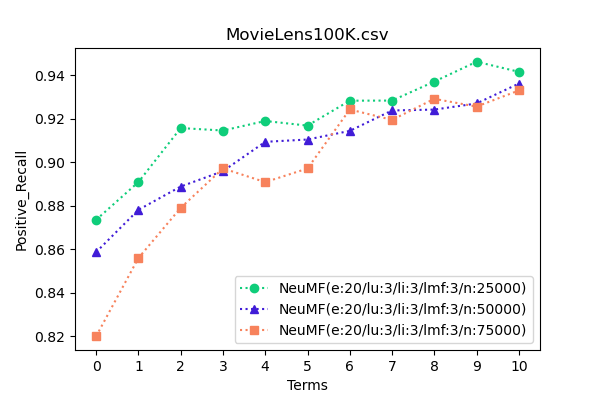 MovieLens100K.csv
Positive_Recall
0.94
0.92
0.90
0.88
0.86
0.84
0.82
NeuMF(e:20/lu:3/li:3/lmf:3/n:25000)
NeuMF(e:20/lu:3/li:3/lmf:3/n:50000)
NeuMF(e:20/lu:3/li:3/lmf:3/n:75000)
0 1 2 3 4 5 6 7 8 9 10
Terms